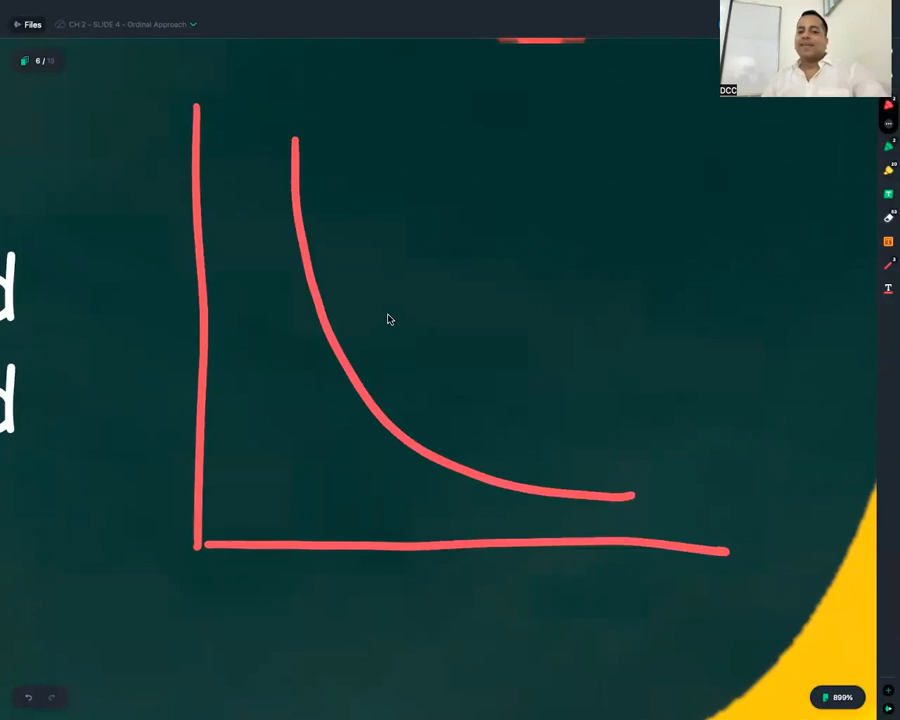 Files
CH 2 - SLIDE 4 - Ordinal Approach
6 / 13
DCC
d
d
899%